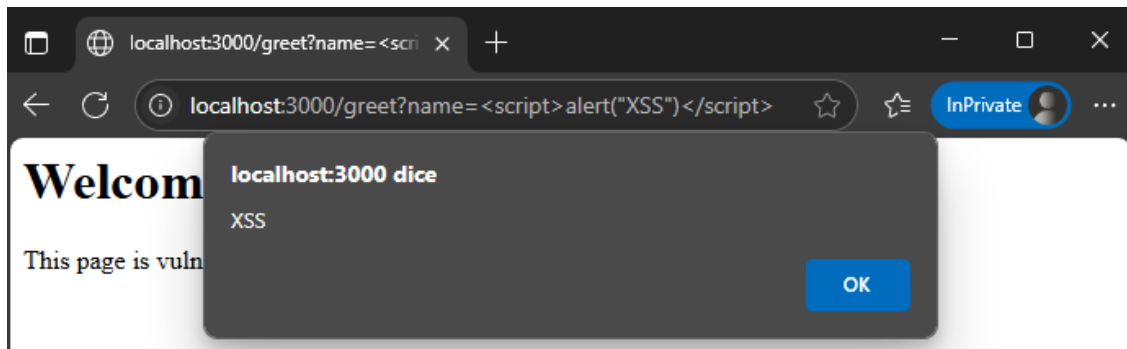 localhost:3000/greet?name=<scri
localhost:3000/greet?name=<script>alert("XSS")</script>
InPrivate
Welcom
localhost:3000 dice
XSS
This page is vuln
OK